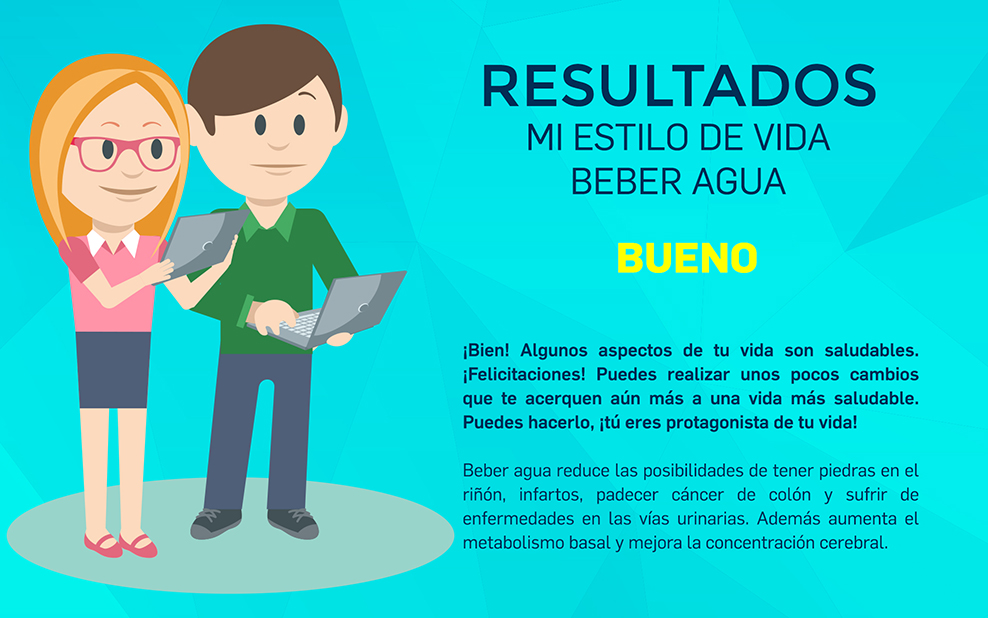 RESULTADOS
MI ESTILO DE VIDA
BEBER AGUA
BUENO
¡Bien! Algunos aspectos de tu vida son saludables.
¡Felicitaciones! Puedes realizar unos pocos cambios
que te acerquen aún más a una vida más saludable.
Puedes hacerlo, ¡tú eres protagonista de tu vida!
Beber agua reduce las posibilidades de tener piedras en el
riñón, infartos, padecer cáncer de colón y sufrir de
enfermedades en las vías urinarias. Además aumenta el
metabolismo basal y mejora la concentración cerebral.